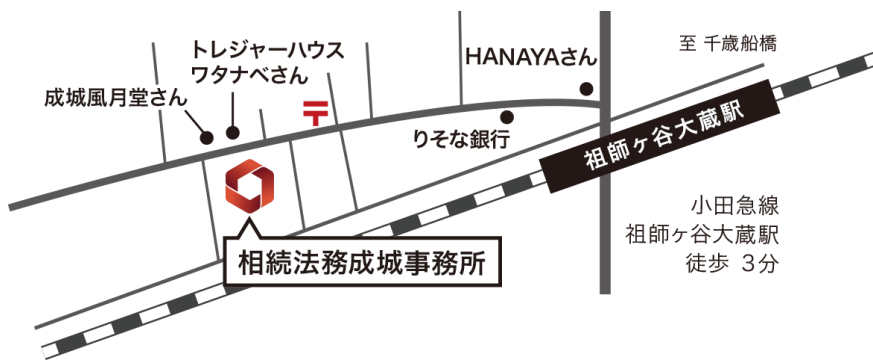 トレジャーハウス
ワタナベさん
成城風月堂さん
HANAYAさん
至 千歳船橋
りそな銀行
祖師ヶ谷大蔵駅
小田急線
祖師ヶ谷大蔵駅
徒歩 3分
相続法務成城事務所